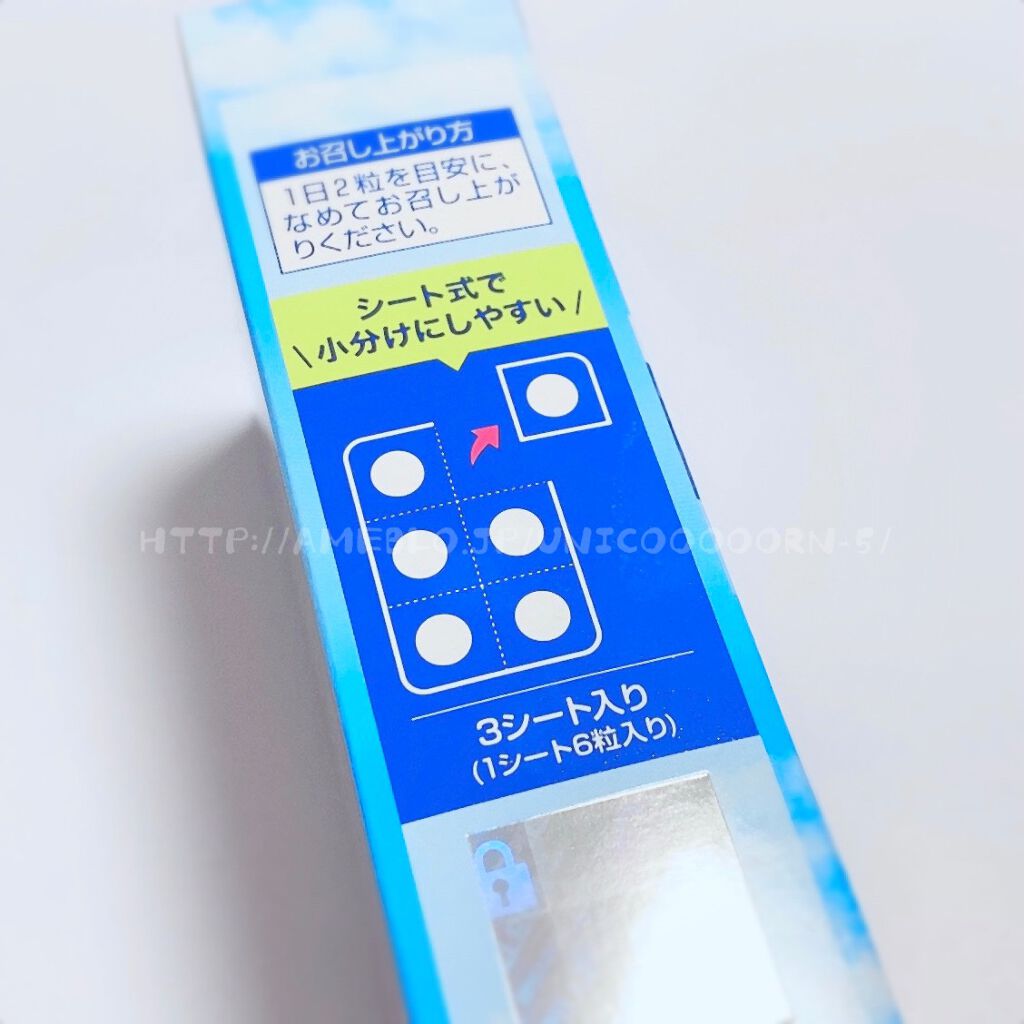 お召し上がり方
1日2粒を目安に、
なめてお召し上が
りください。
シート式で
\ 小分けにしやすい /
HTTP://AMEBLO.JP/UNICOOOOORN-5/
3シート入り
(1シート6粒入り)